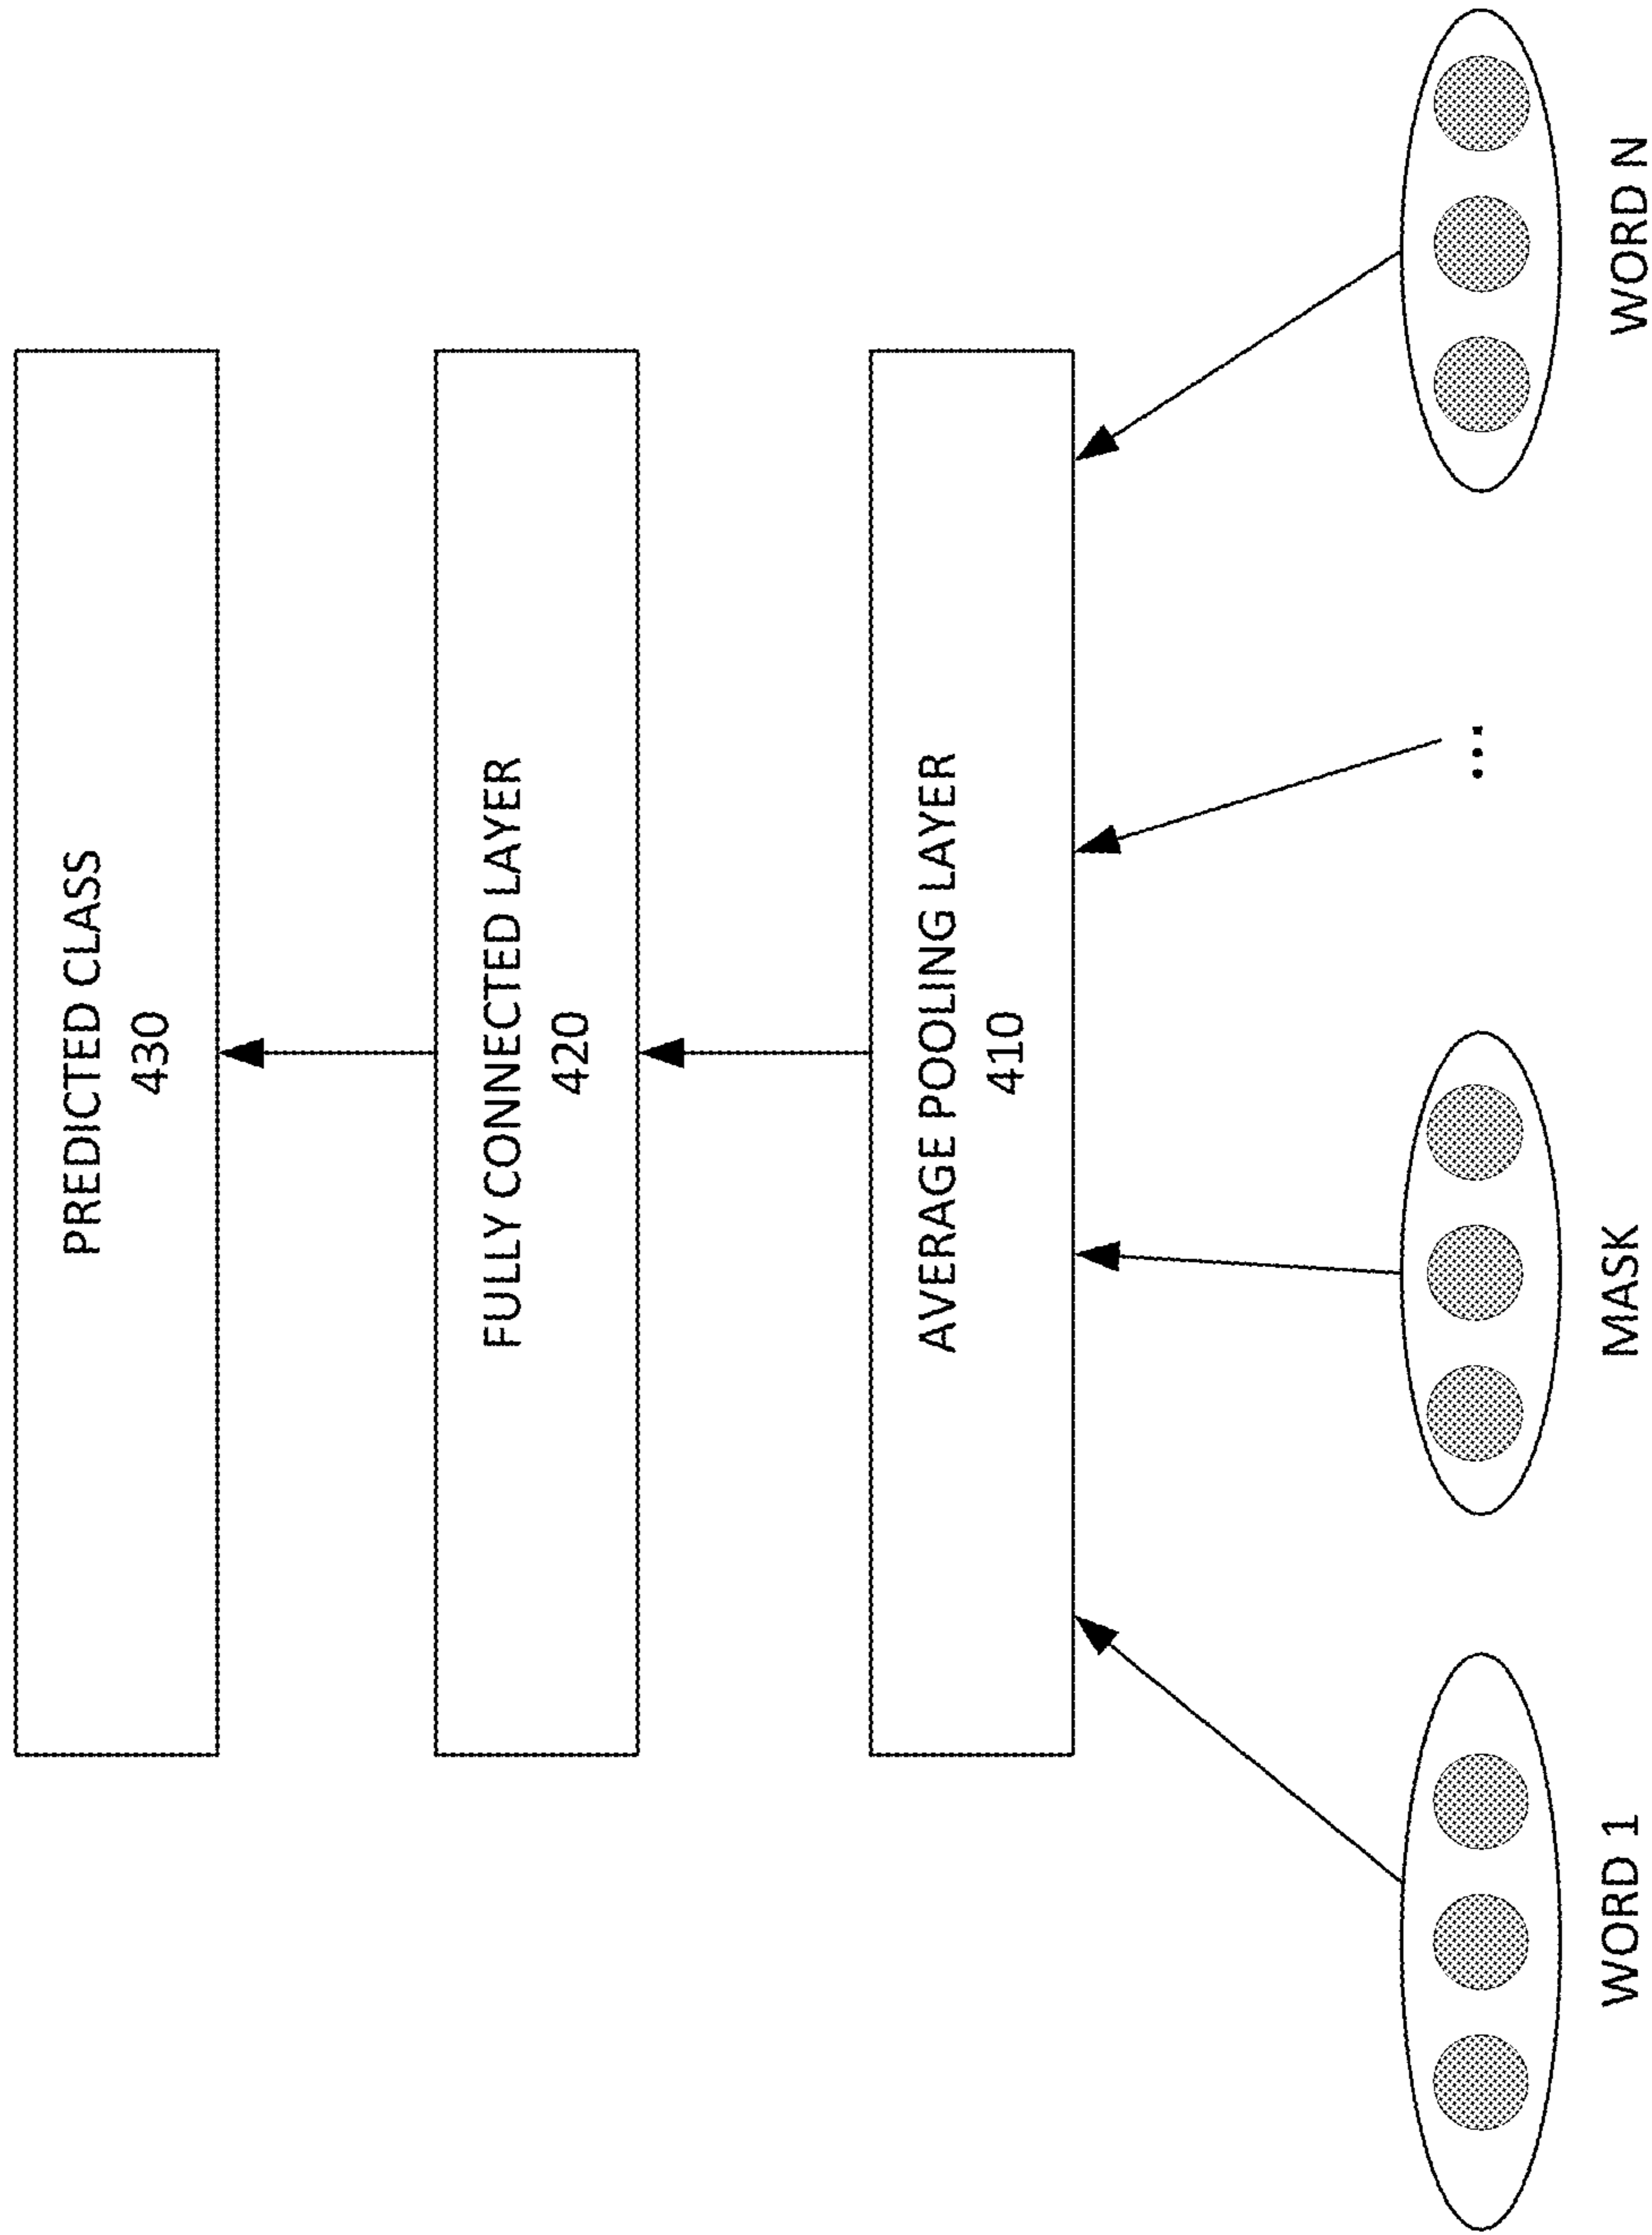 PREDICTED CLASS
430
FULLY CONNECTED LAYER
420
AVERAGE POOLING LAYER
410
...
WORD 1
MASK
WORD N